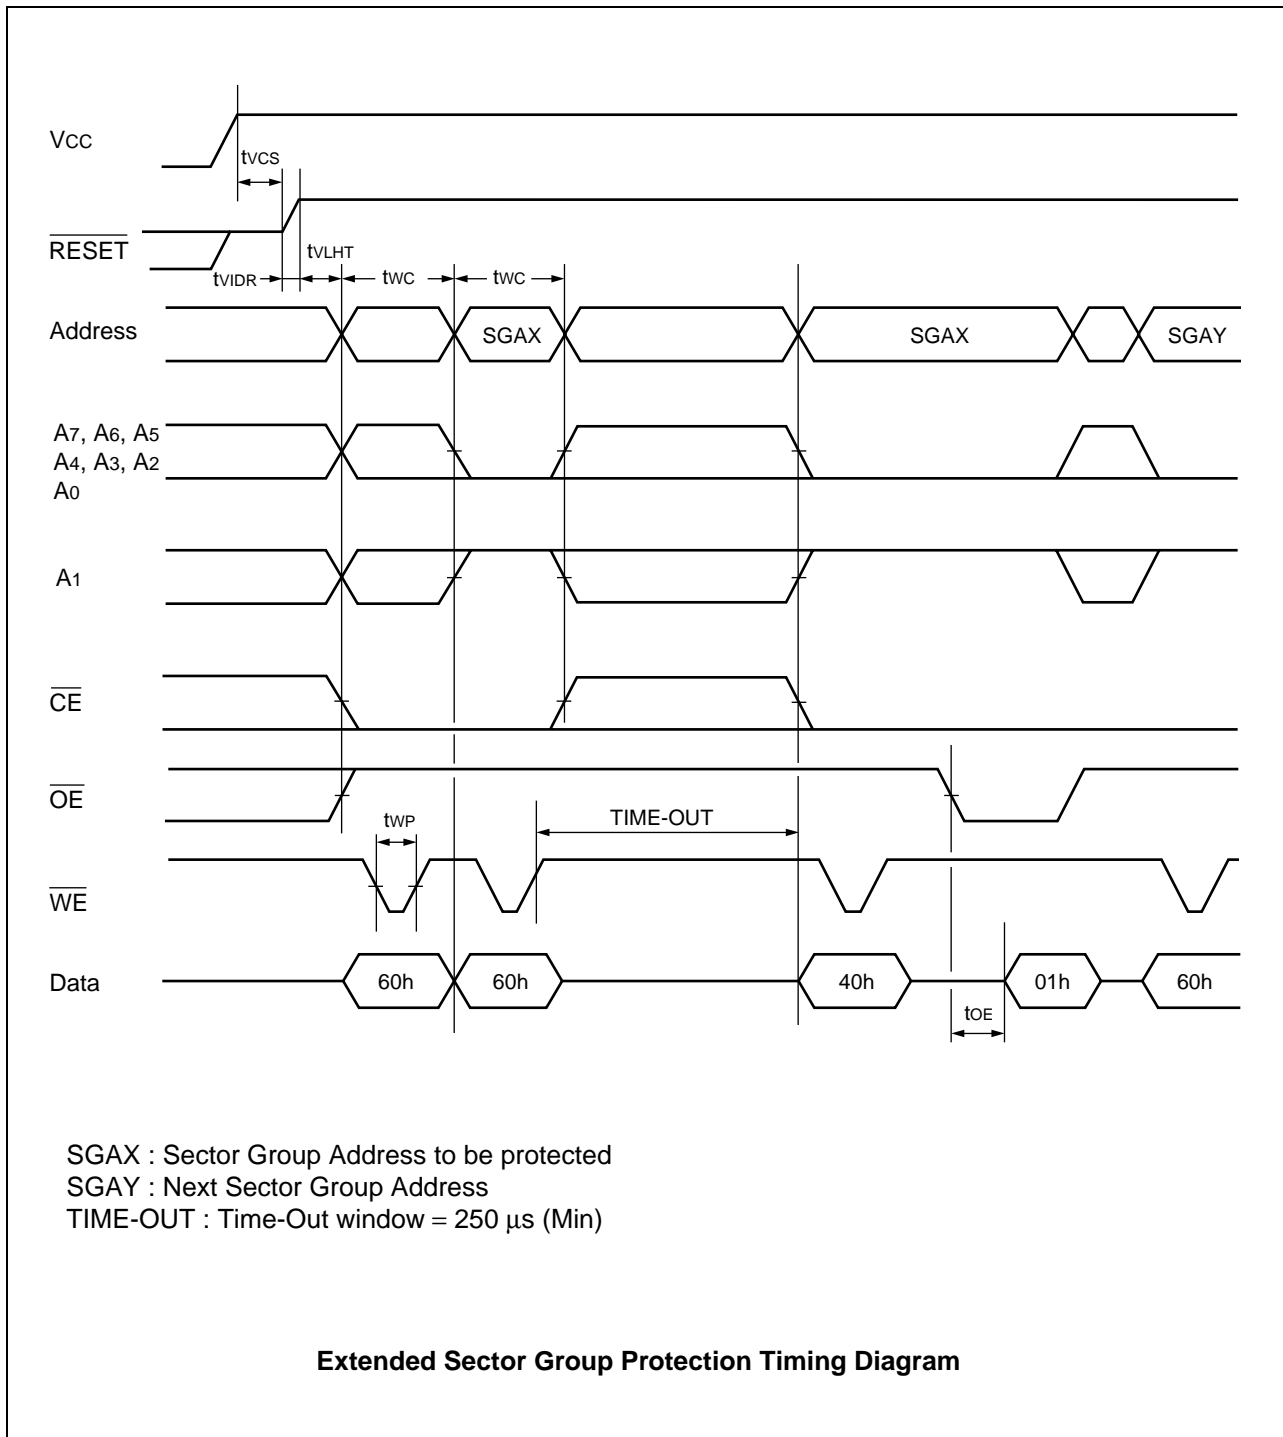 VCC
tVCS
RESET
tVLHT
tVIDR
tWC
tWC
Address
SGAX
SGAX
SGAY
A7, A6, A5
A4, A3, A2
A0
A1
CE
OE
tWP
TIME-OUT
WE
Data
60h
60h
40h
01h
60h
tOE
SGAX : Sector Group Address to be protected
SGAY : Next Sector Group Address
TIME-OUT : Time-Out window = 250 μs (Min)
Extended Sector Group Protection Timing Diagram